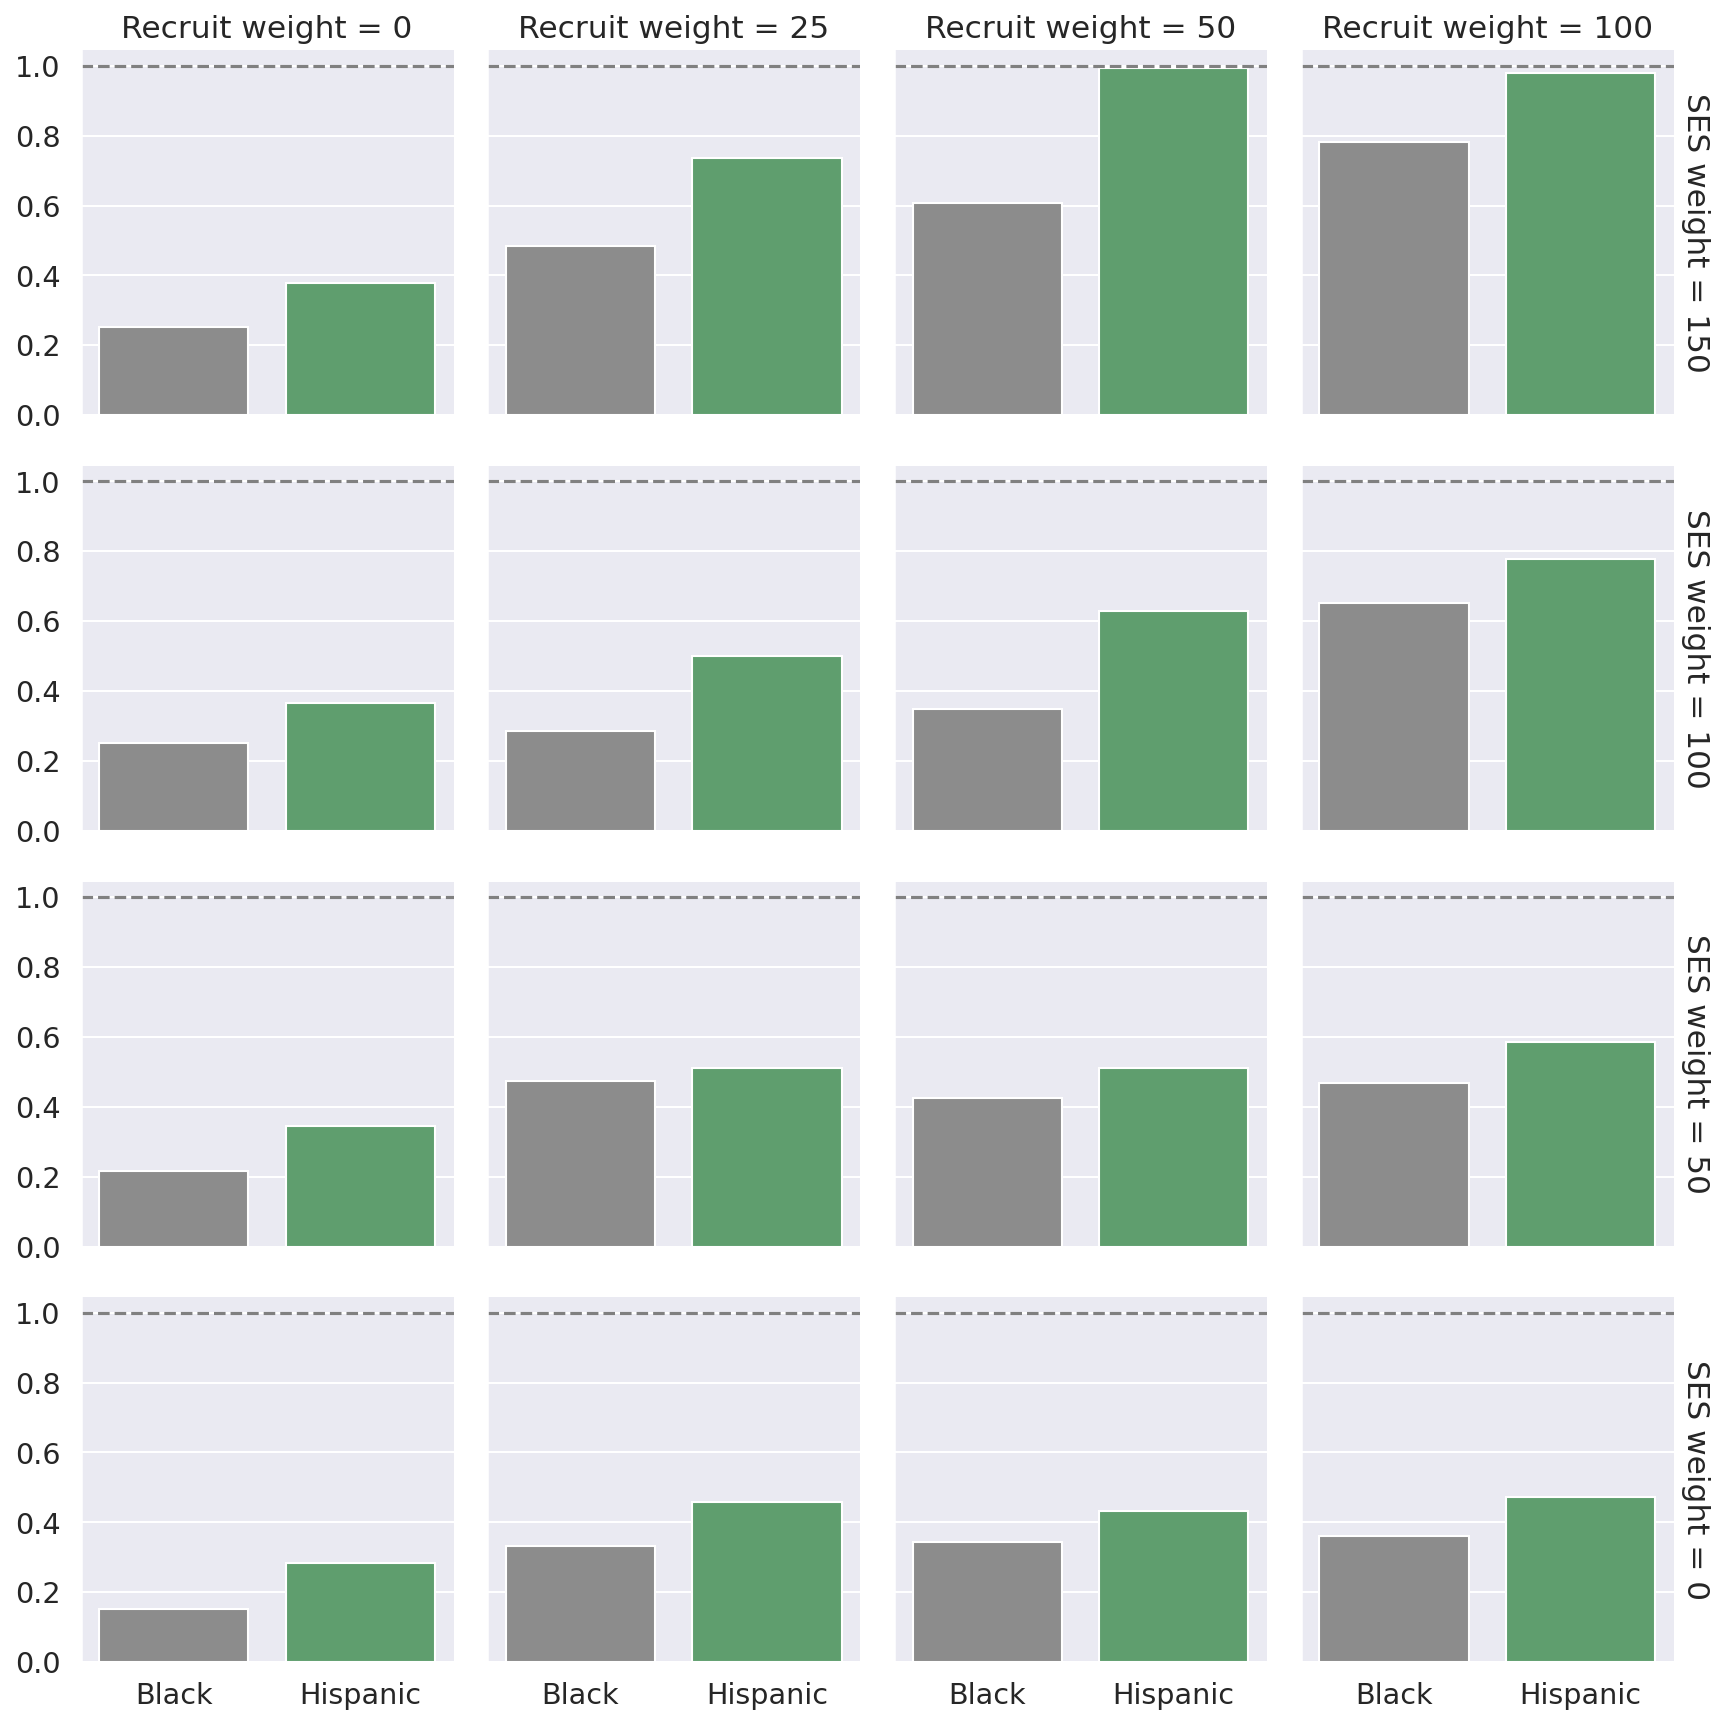 Recruit weight = 0
Recruit weight = 25
Recruit weight = 50
Recruit weight = 100
1.0
0.8
0.6
0.4
0.2
0.0
SES weight = 150
1.0
0.8
0.6
0.4
0.2
0.0
SES weight = 100
1.0
0.8
0.6
0.4
0.2
0.0
SES weight = 50
1.0
0.8
0.6
0.4
0.2
0.0
SES weight = 0
Black
Hispanic
Black
Hispanic
Black
Hispanic
Black
Hispanic